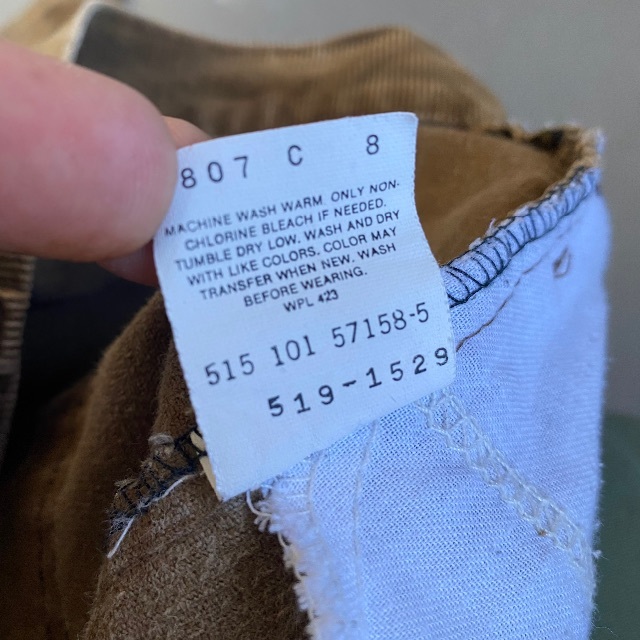 807 C 8
MACHINE WASH WARM ONLY NON-
CHLORINE BLEACH IF NEEDED.
TUMBLE DRY LOW. WASH AND DRY
WITH LIKE COLORS. COLOR MAY
TRANSFER WHEN NEW. WASH
BEFORE WEARING.
WPL 423
515 101 57158-5
519-1529